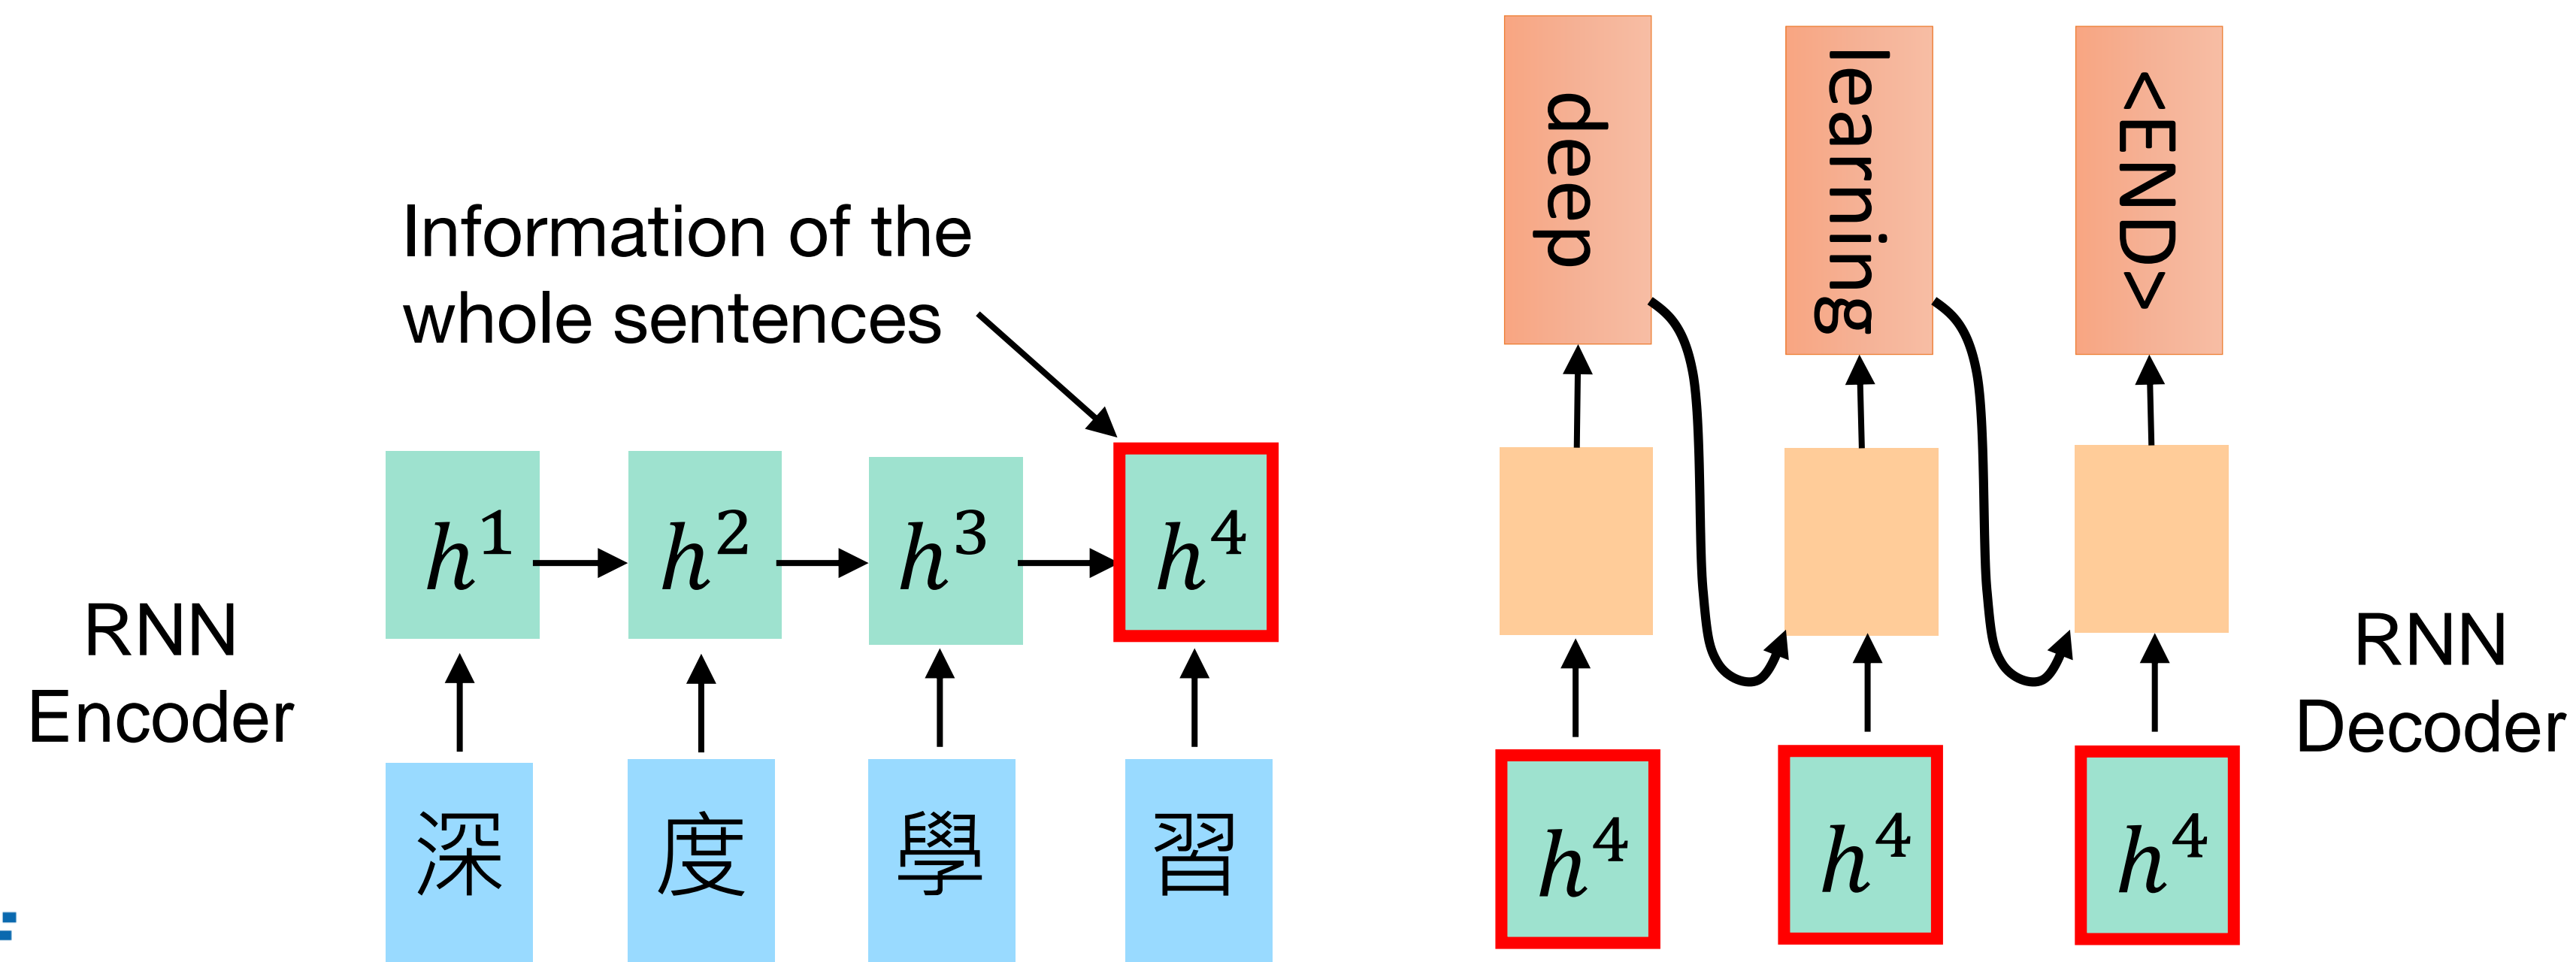 Information of the
whole sentences
RNN
Encoder
h¹
h²
h³
h⁴
深
度
學
習
deep
learning
<END>
h⁴
h⁴
h⁴
RNN
Decoder